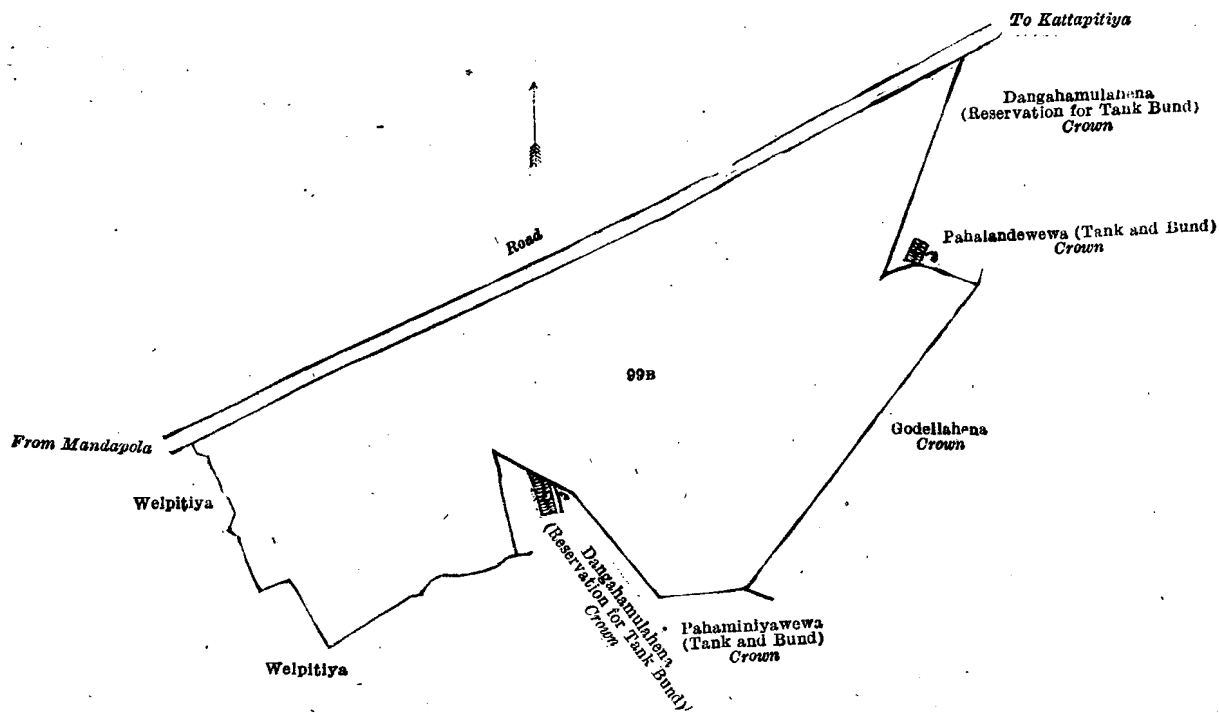 To Kattapitiya
Dangahamulahena
(Reservation for Tank Bund)
Crown
Pahalandewewa (Tank and Bund)
Crown
Road
99B
Godellahena
Crown
From Mandapola
Welpitiya
Dangahamulahena
(Reservation for Tank Bund)
Crown
Pahaminiyawewa
(Tank and Bund)
Crown
Welpitiya